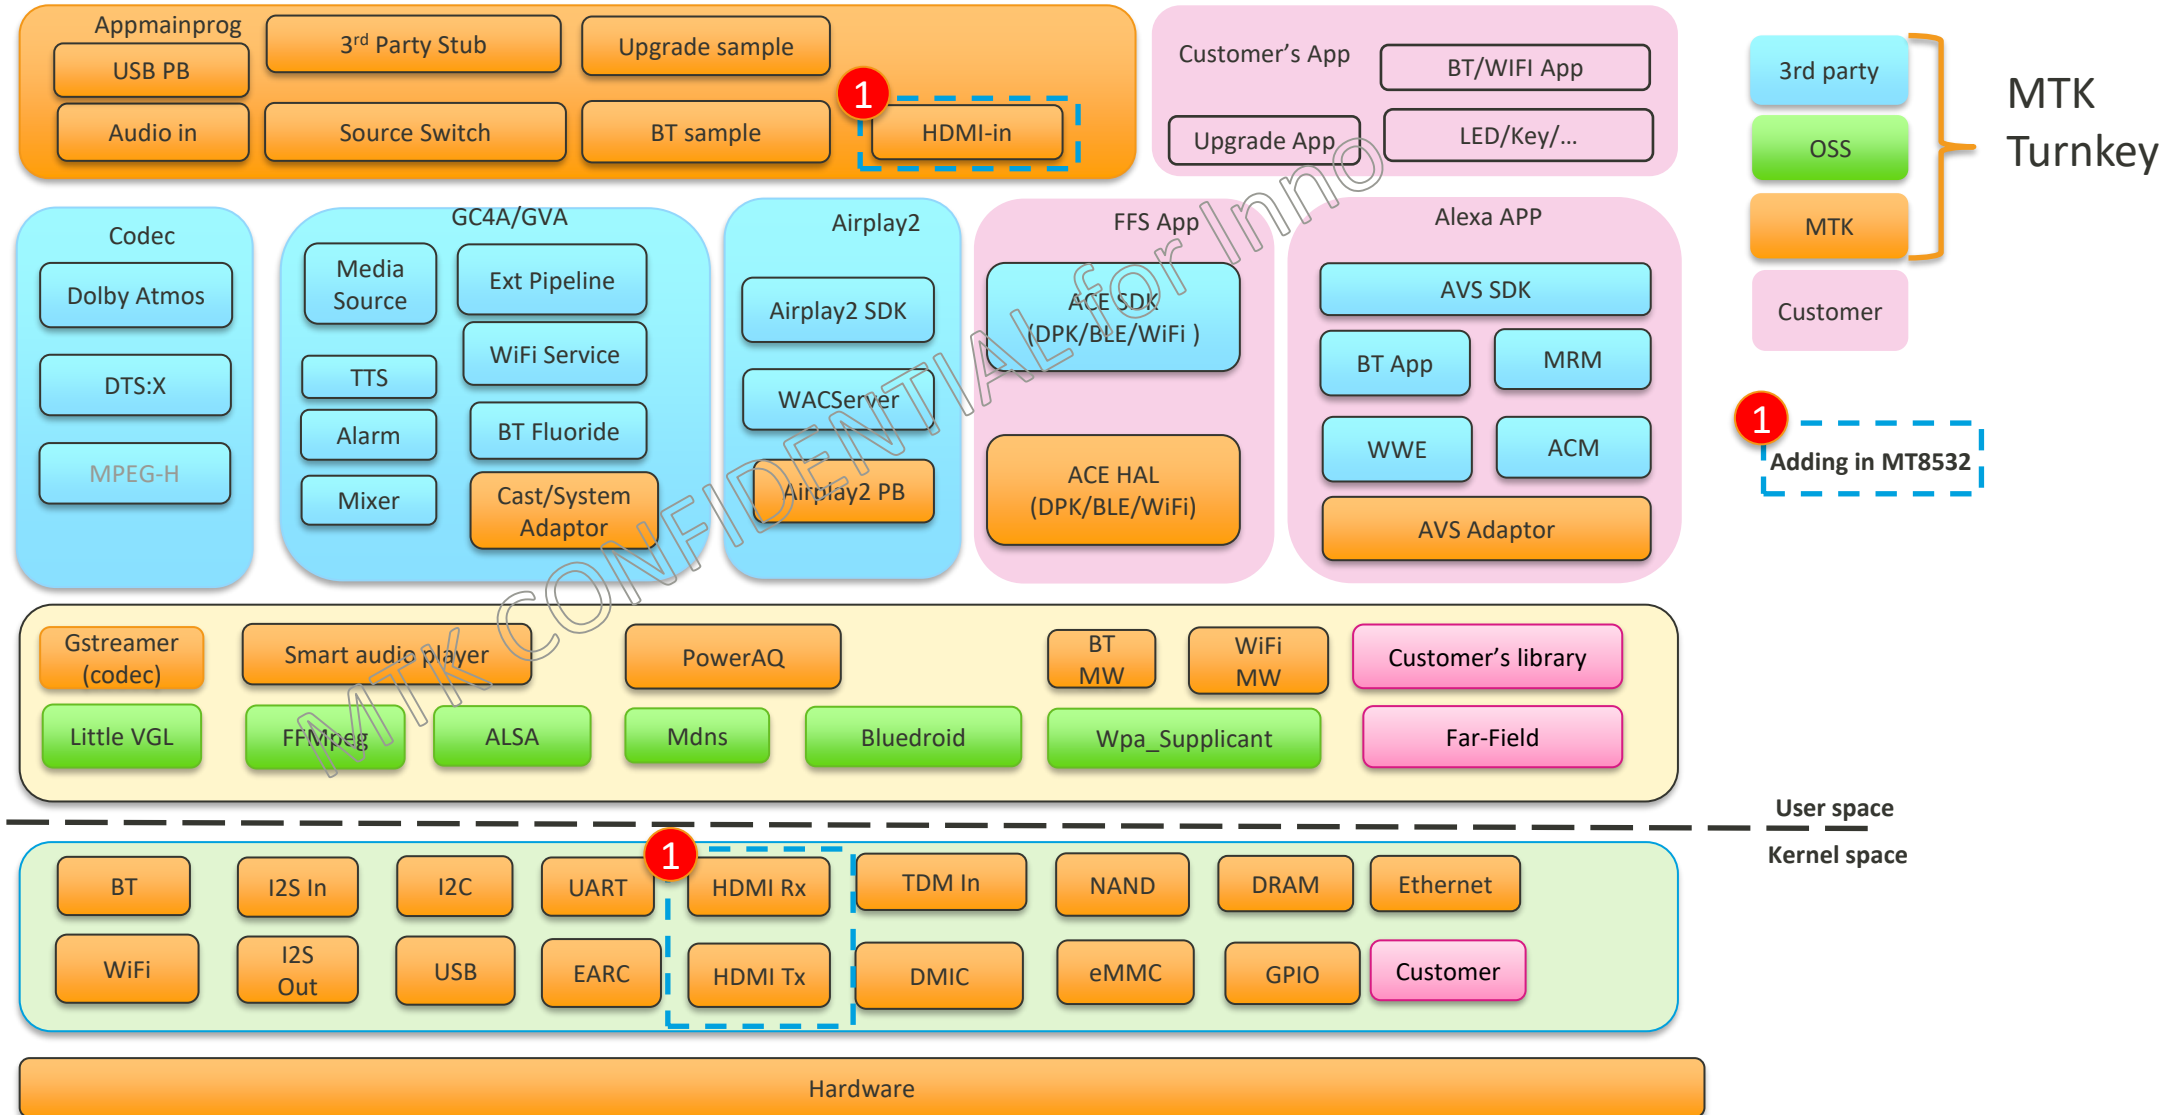 Appmainprog
USB PB
3rd Party Stub
Upgrade sample
Audio in
Source Switch
BT sample
1
HDMI-in
Customer's App
BT/WIFI App
Upgrade App
LED/Key/...
3rd party
OSS
MTK
Customer
MTK
Turnkey
1
Adding in MT8532
Codec
Dolby Atmos
DTS:X
MPEG-H
GC4A/GVA
Media
Source
Ext Pipeline
WiFi Service
TTS
Alarm
BT Fluoride
Mixer
Cast/System
Adaptor
Airplay2
Airplay2 SDK
WACServer
Airplay2 PB
FFS App
ACE SDK
(DPK/BLE/WiFi )
ACE HAL
(DPK/BLE/WiFi)
Alexa APP
AVS SDK
BT App
MRM
WWE
ACM
AVS Adaptor
MTK CONFIDENTIAL for Inno
Gstreamer
(codec)
Smart audio player
PowerAQ
BT
MW
WiFi
MW
Customer's library
Little VGL
FFMpeg
ALSA
Mdns
Bluedroid
Wpa_Supplicant
Far-Field
User space
Kernel space
BT
I2S In
I2C
UART
1
HDMI Rx
TDM In
NAND
DRAM
Ethernet
WiFi
I2S
Out
USB
EARC
HDMI Tx
DMIC
eMMC
GPIO
Customer
Hardware